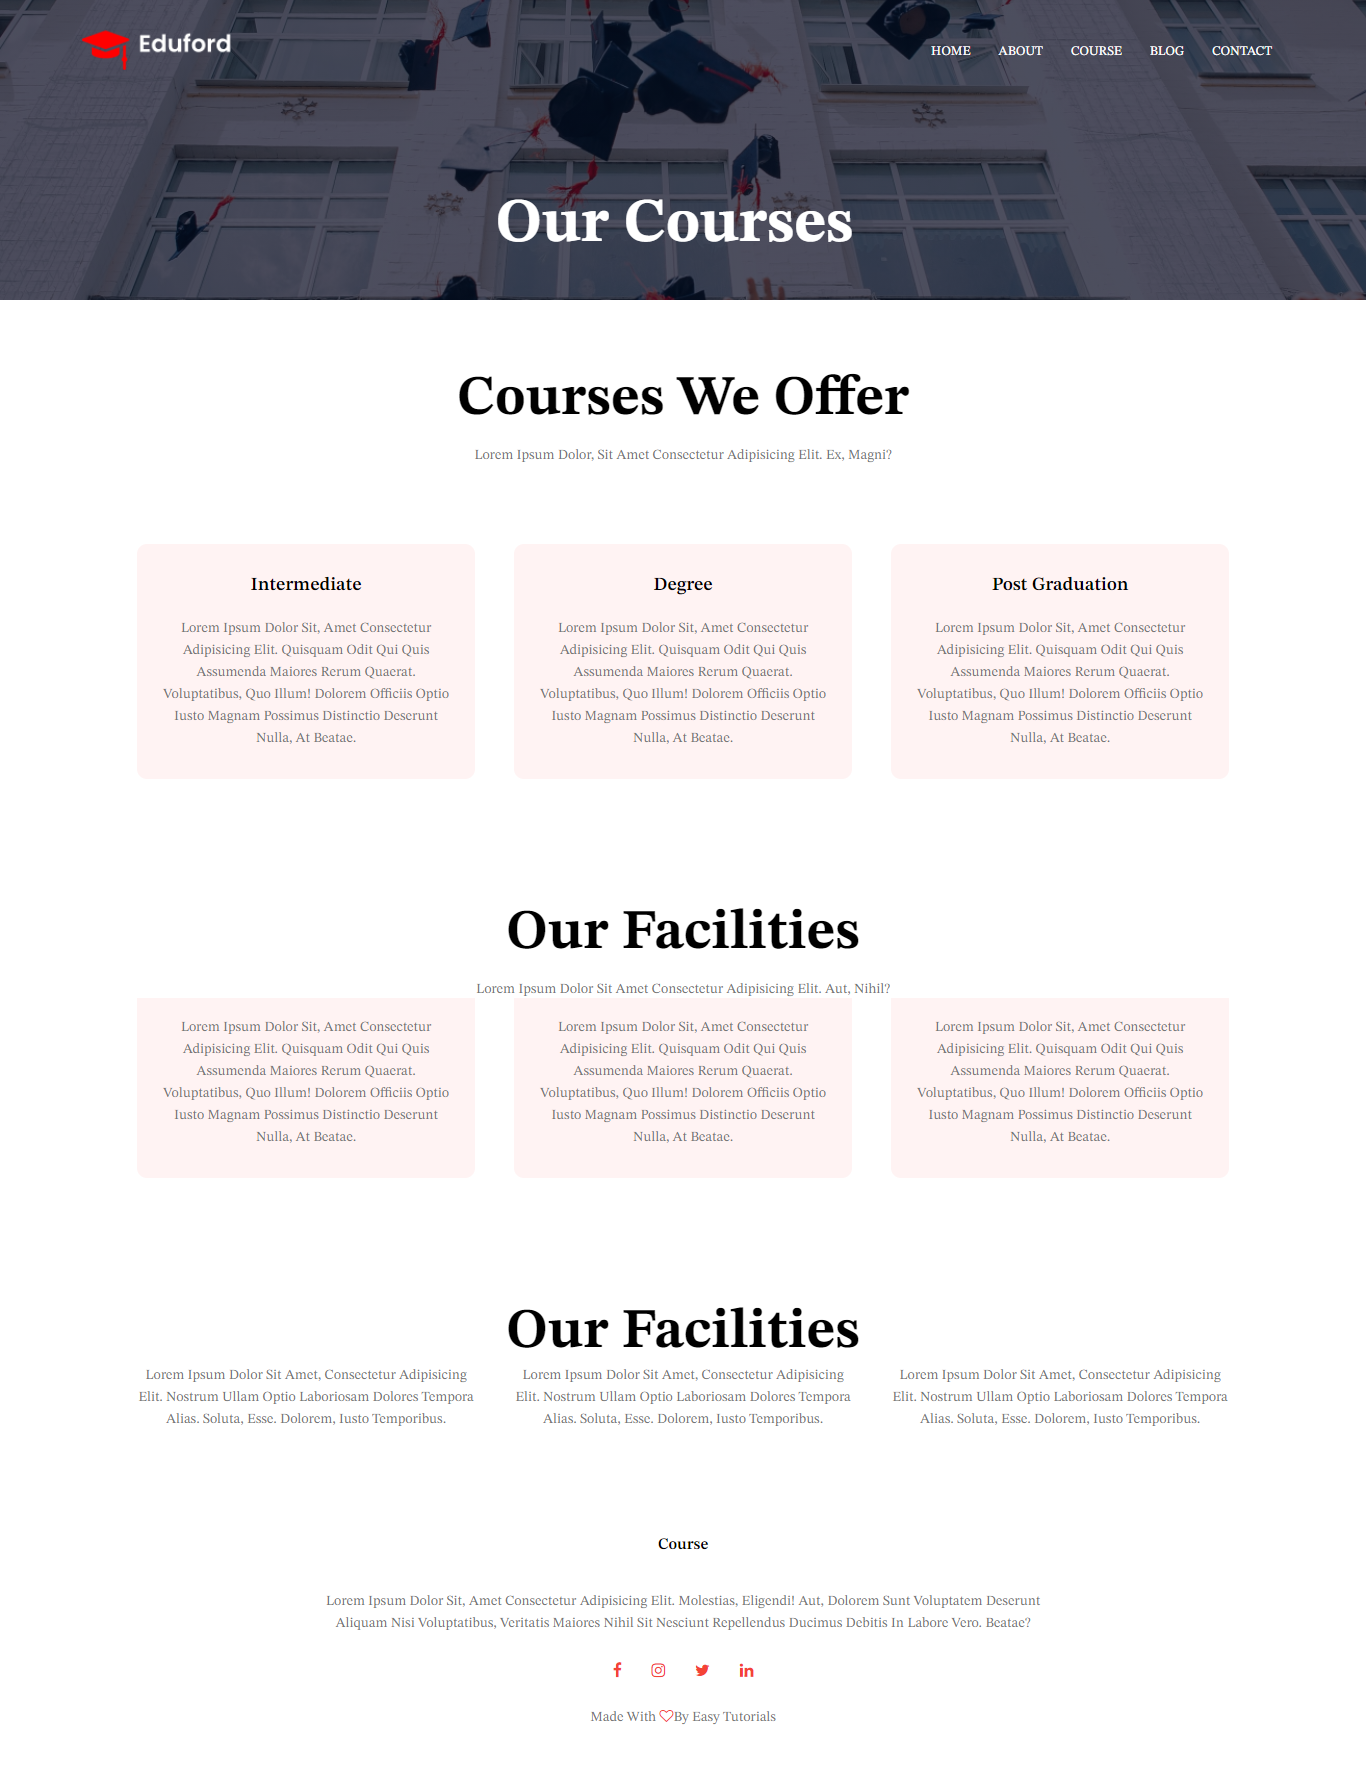 Eduford
HOME ABOUT COURSE BLOG CONTACT
Our Courses
Courses We Offer
Lorem Ipsum Dolor, Sit Amet Consectetur Adipisicing Elit. Ex, Magni?
Intermediate
Lorem Ipsum Dolor Sit, Amet Consectetur
Adipisicing Elit. Quisquam Odit Qui Quis
Assumenda Maiores Rerum Quaerat.
Voluptatibus, Quo Illum! Dolorem Officiis Optio
Iusto Magnam Possimus Distinctio Deserunt
Nulla, At Beatae.
Degree
Lorem Ipsum Dolor Sit, Amet Consectetur
Adipisicing Elit. Quisquam Odit Qui Quis
Assumenda Maiores Rerum Quaerat.
Voluptatibus, Quo Illum! Dolorem Officiis Optio
Iusto Magnam Possimus Distinctio Deserunt
Nulla, At Beatae.
Post Graduation
Lorem Ipsum Dolor Sit, Amet Consectetur
Adipisicing Elit. Quisquam Odit Qui Quis
Assumenda Maiores Rerum Quaerat.
Voluptatibus, Quo Illum! Dolorem Officiis Optio
Iusto Magnam Possimus Distinctio Deserunt
Nulla, At Beatae.
Our Facilities
Lorem Ipsum Dolor Sit Amet Consectetur Adipisicing Elit. Aut, Nihil?
Lorem Ipsum Dolor Sit, Amet Consectetur
Adipisicing Elit. Quisquam Odit Qui Quis
Assumenda Maiores Rerum Quaerat.
Voluptatibus, Quo Illum! Dolorem Officiis Optio
Iusto Magnam Possimus Distinctio Deserunt
Nulla, At Beatae.
Lorem Ipsum Dolor Sit, Amet Consectetur
Adipisicing Elit. Quisquam Odit Qui Quis
Assumenda Maiores Rerum Quaerat.
Voluptatibus, Quo Illum! Dolorem Officiis Optio
Iusto Magnam Possimus Distinctio Deserunt
Nulla, At Beatae.
Lorem Ipsum Dolor Sit, Amet Consectetur
Adipisicing Elit. Quisquam Odit Qui Quis
Assumenda Maiores Rerum Quaerat.
Voluptatibus, Quo Illum! Dolorem Officiis Optio
Iusto Magnam Possimus Distinctio Deserunt
Nulla, At Beatae.
Our Facilities
Lorem Ipsum Dolor Sit Amet, Consectetur Adipisicing
Elit. Nostrum Ullam Optio Laboriosam Dolores Tempora
Alias. Soluta, Esse. Dolorem, Iusto Temporibus.
Lorem Ipsum Dolor Sit Amet, Consectetur Adipisicing
Elit. Nostrum Ullam Optio Laboriosam Dolores Tempora
Alias. Soluta, Esse. Dolorem, Iusto Temporibus.
Lorem Ipsum Dolor Sit Amet, Consectetur Adipisicing
Elit. Nostrum Ullam Optio Laboriosam Dolores Tempora
Alias. Soluta, Esse. Dolorem, Iusto Temporibus.
Course
Lorem Ipsum Dolor Sit, Amet Consectetur Adipisicing Elit. Molestias, Eligendi! Aut, Dolorem Sunt Voluptatem Deserunt
Aliquam Nisi Voluptatibus, Veritatis Maiores Nihil Sit Nesciunt Repellendus Ducimus Debitis In Labore Vero. Beatae?
Made With ♡By Easy Tutorials